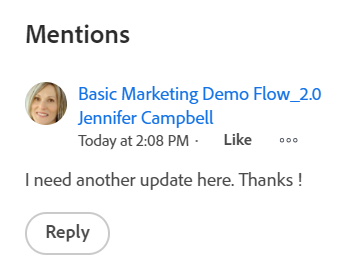 Mentions
Basic Marketing Demo Flow_2.0
Jennifer Campbell
Today at 2:08 PM · Like
I need another update here. Thanks !
Reply